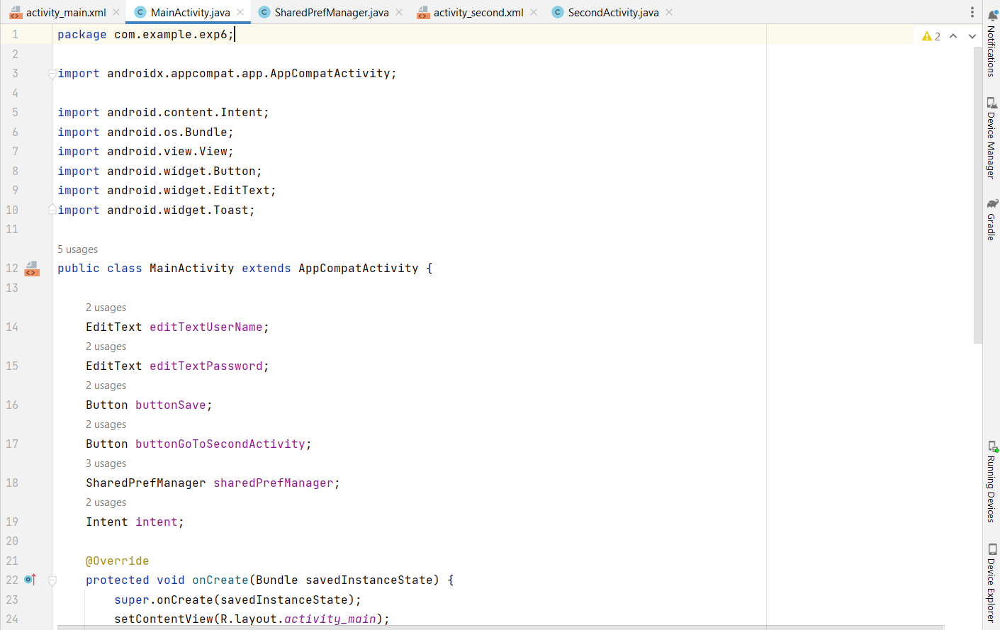 activity_main.xml MainActivity.java SharedPrefManager.java activity_second.xml SecondActivity.java
1 package com.example.exp6;
2
3 import androidx.appcompat.app.AppCompatActivity;
4
5 import android.content.Intent;
6 import android.os.Bundle;
7 import android.view.View;
8 import android.widget.Button;
9 import android.widget.EditText;
10 import android.widget.Toast;
11
5 usages
12 public class MainActivity extends AppCompatActivity {
13
2 usages
14 EditText editTextUserName;
2 usages
15 EditText editTextPassword;
2 usages
16 Button buttonSave;
2 usages
17 Button buttonGoToSecondActivity;
3 usages
18 SharedPrefManager sharedPrefManager;
2 usages
19 Intent intent;
20
21 @Override
22 protected void onCreate(Bundle savedInstanceState) {
23 super.onCreate(savedInstanceState);
24 setContentView(R.layout.activity_main);
2
Notifications
Device Manager
Gradle
Running Devices
Device Explorer